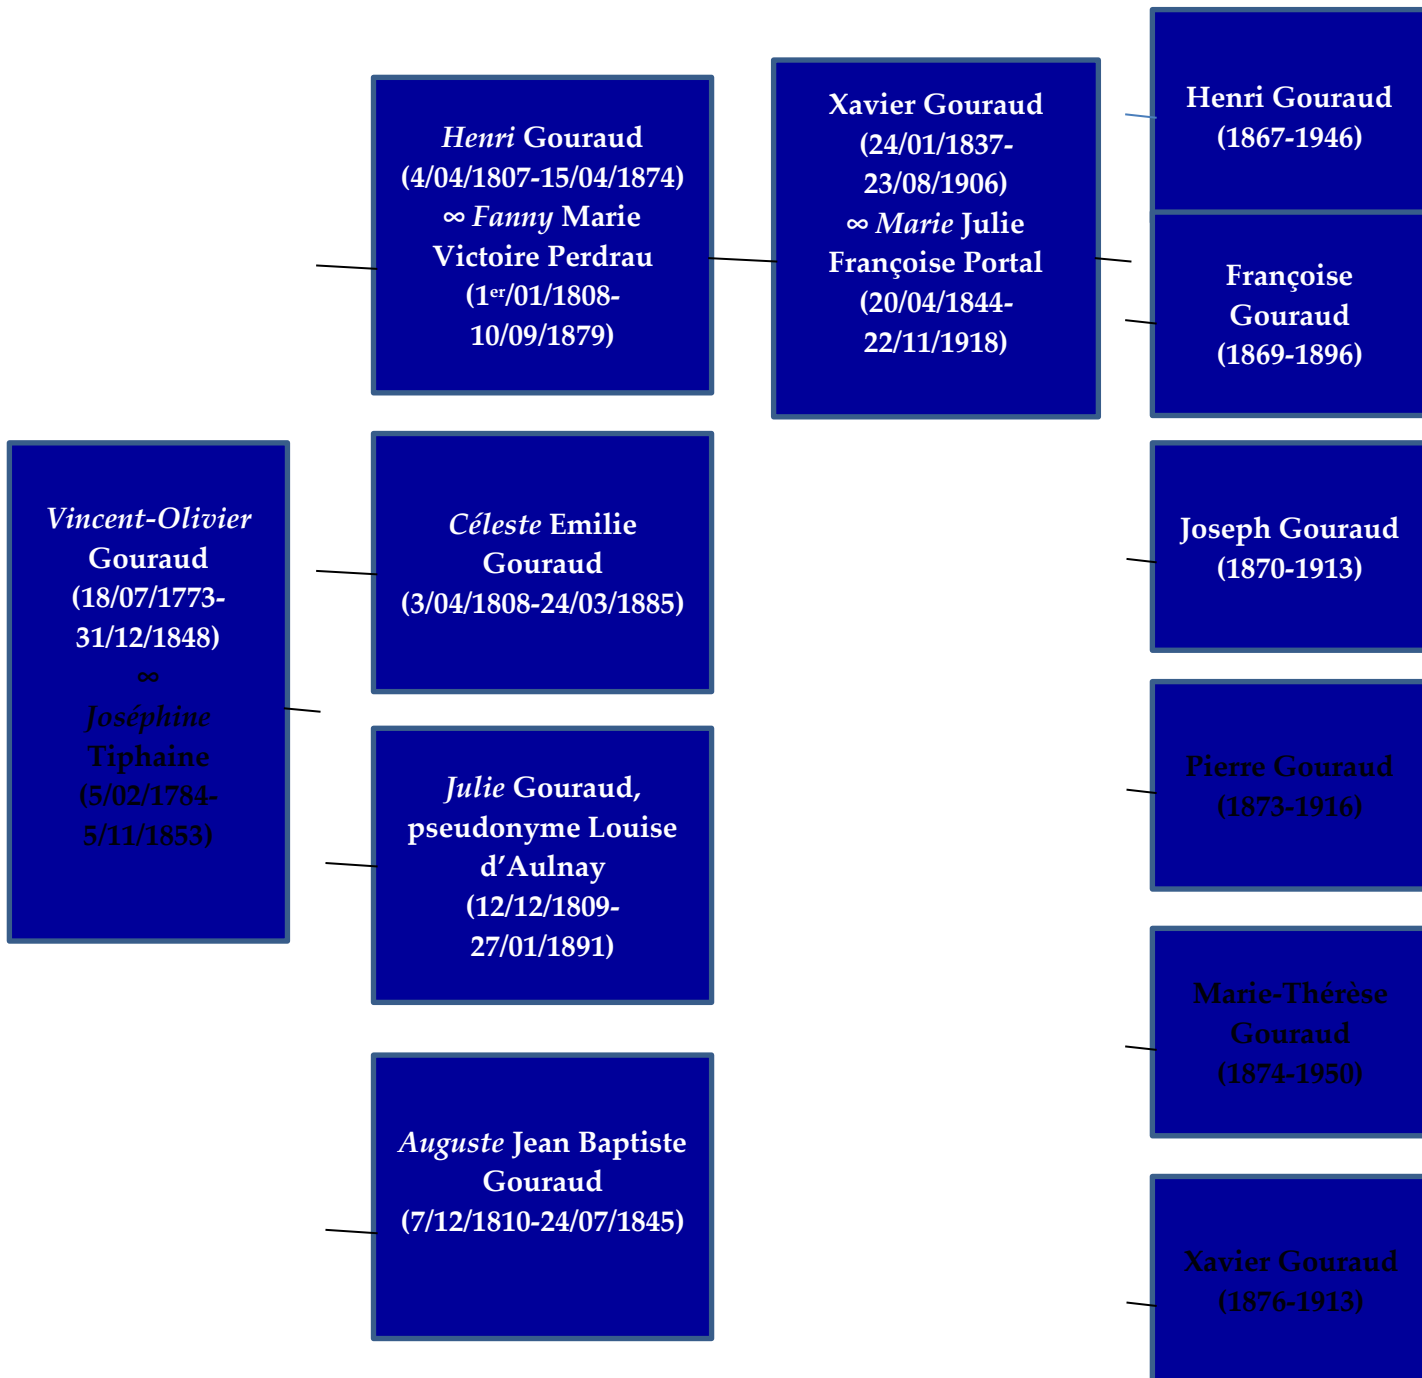 Vincent-Olivier
Gouraud
(18/07/1773-
31/12/1848)
∞
Joséphine
Tiphaine
(5/02/1784-
5/11/1853)
Henri Gouraud
(4/04/1807-15/04/1874)
∞ Fanny Marie
Victoire Perdrau
(1er/01/1808-
10/09/1879)
Céleste Emilie
Gouraud
(3/04/1808-24/03/1885)
Julie Gouraud,
pseudonyme Louise
d’Aulnay
(12/12/1809-
27/01/1891)
Auguste Jean Baptiste
Gouraud
(7/12/1810-24/07/1845)
Xavier Gouraud
(24/01/1837-
23/08/1906)
∞ Marie Julie
Françoise Portal
(20/04/1844-
22/11/1918)
Henri Gouraud
(1867-1946)
Françoise
Gouraud
(1869-1896)
Joseph Gouraud
(1870-1913)
Pierre Gouraud
(1873-1916)
Marie-Thérèse
Gouraud
(1874-1950)
Xavier Gouraud
(1876-1913)